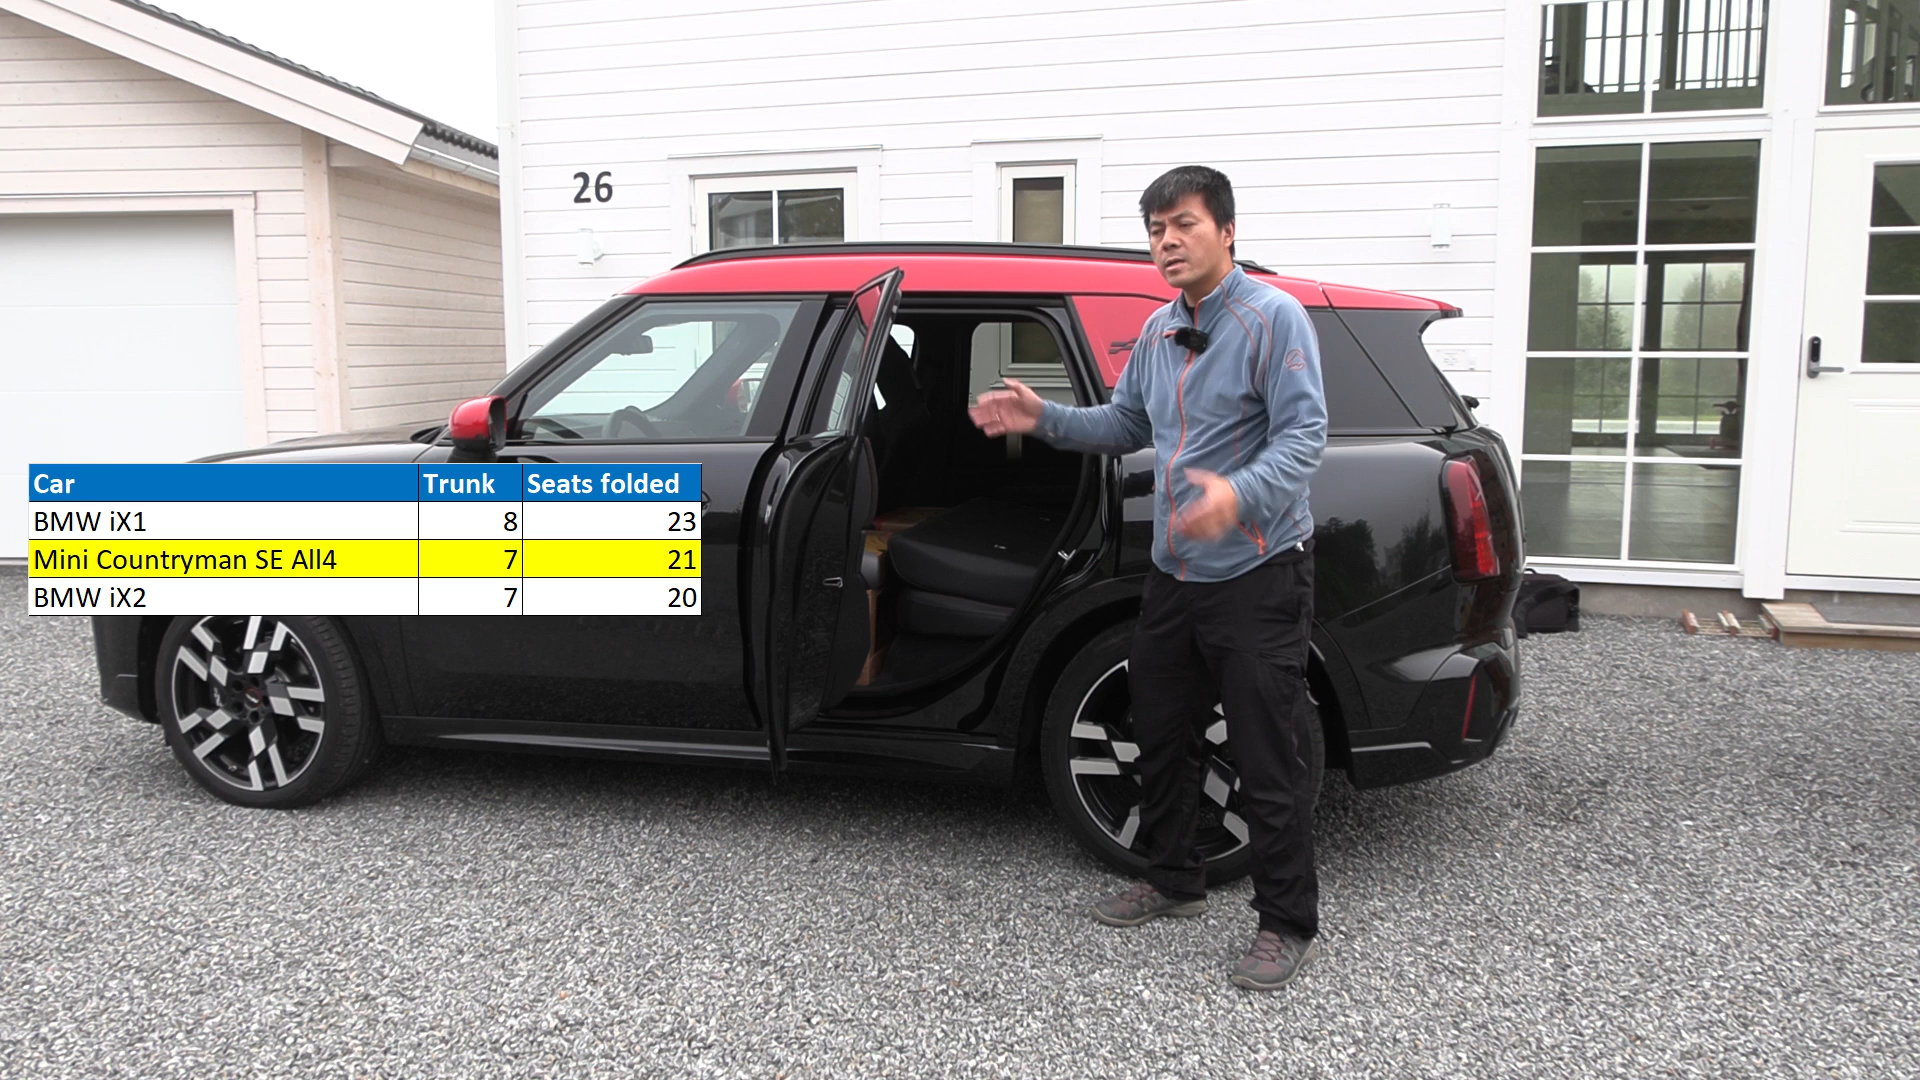 26
Car Trunk Seats folded
BMW iX1 8 23
Mini Countryman SE All4 7 21
BMW iX2 7 20